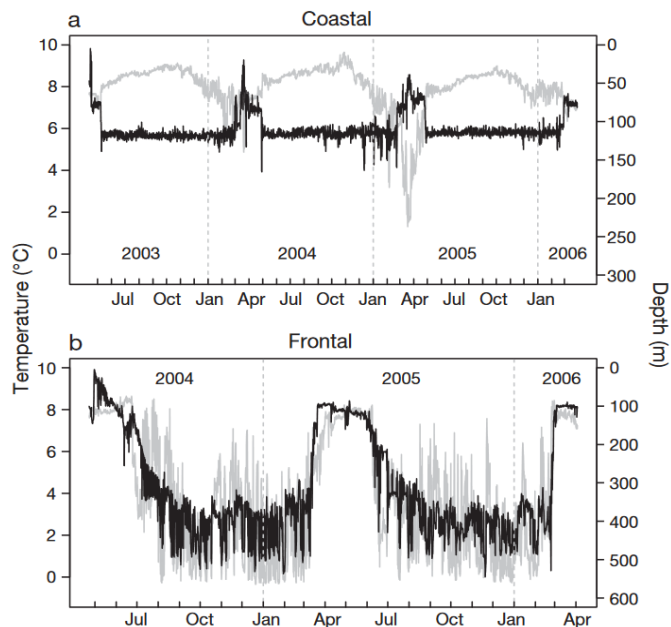 a Coastal
10 0
8 50
6 100
4 150
2 200
0 250
2003 2004 2005 2006
300
Jul Oct Jan Apr Jul Oct Jan Apr Jul Oct Jan
Temperature (°C)
Depth (m)
b Frontal
10 2004 2005 2006 0
8 100
6 200
4 300
2 400
0 500
600
Jul Oct Jan Apr Jul Oct Jan Apr